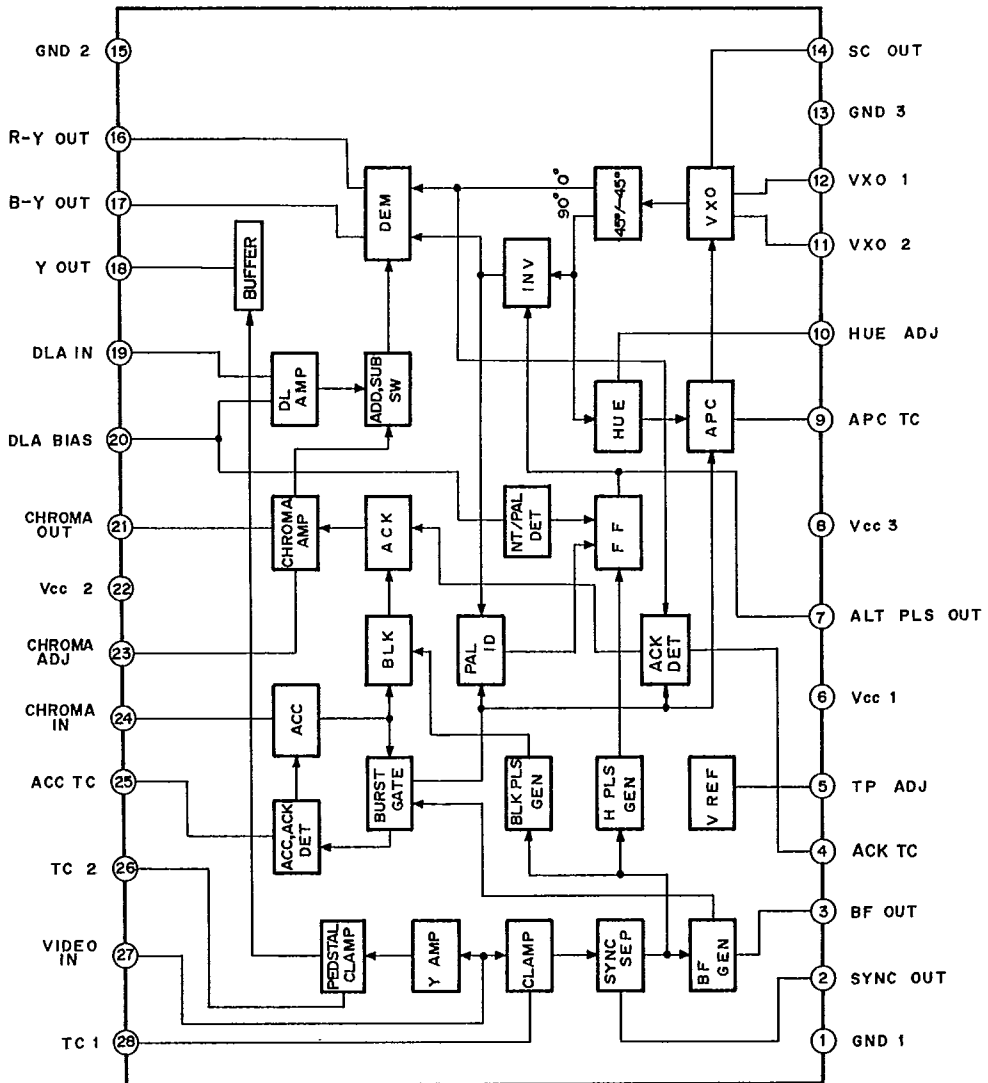 GND 2
15
R-Y OUT
16
B-Y OUT
17
Y OUT
18
DLA IN
19
DLA BIAS
20
CHROMA
OUT
21
Vcc 2
22
CHROMA
ADJ
23
CHROMA
IN
24
ACC TC
25
TC 2
26
VIDEO
IN
27
TC 1
28
14
SC OUT
13
GND 3
12
VXO 1
11
VXO 2
10
HUE ADJ
9
APC TC
8
Vcc 3
7
ALT PLS OUT
6
Vcc 1
5
TP ADJ
4
ACK TC
3
BF OUT
2
SYNC OUT
1
GND 1
DEM
90° 0°
45°/-45°
VXO
BUFFER
INV
DL
AMP
ADD,SUB
SW
HUE
APC
CHROMA
AMP
ACK
NT/PAL
DET
FF
BLK
PAL
ID
ACK
DET
ACC
ACC,ACK
DET
BURST
GATE
BLK PLS
GEN
H PLS
GEN
V REF
PEDSTAL
CLAMP
Y AMP
CLAMP
SYNC
SEP
BF
GEN